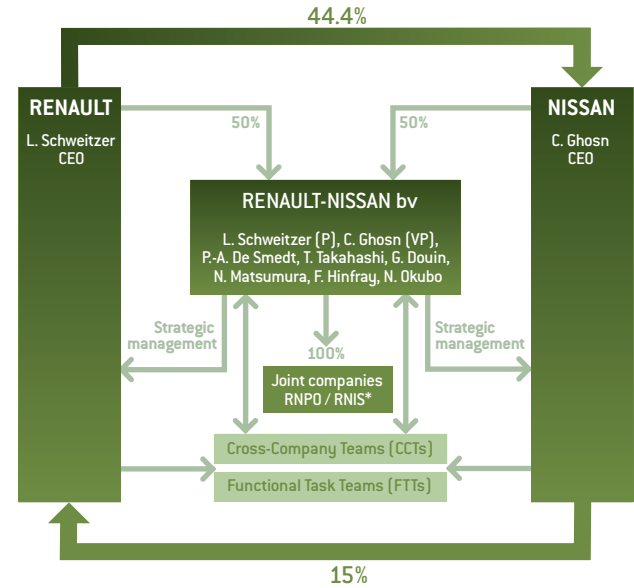 44.4%
RENAULT
L. Schweitzer
CEO
NISSAN
C. Ghosn
CEO
50%
50%
RENAULT-NISSAN bv
L. Schweitzer (P), C. Ghosn (VP),
P.-A. De Smedt, T. Takahashi, G. Douin,
N. Matsumura, F. Hinfray, N. Okubo
Strategic
management
Strategic
management
100%
Joint companies
RNPO / RNIS*
Cross-Company Teams (CCTs)
Functional Task Teams (FTTs)
15%